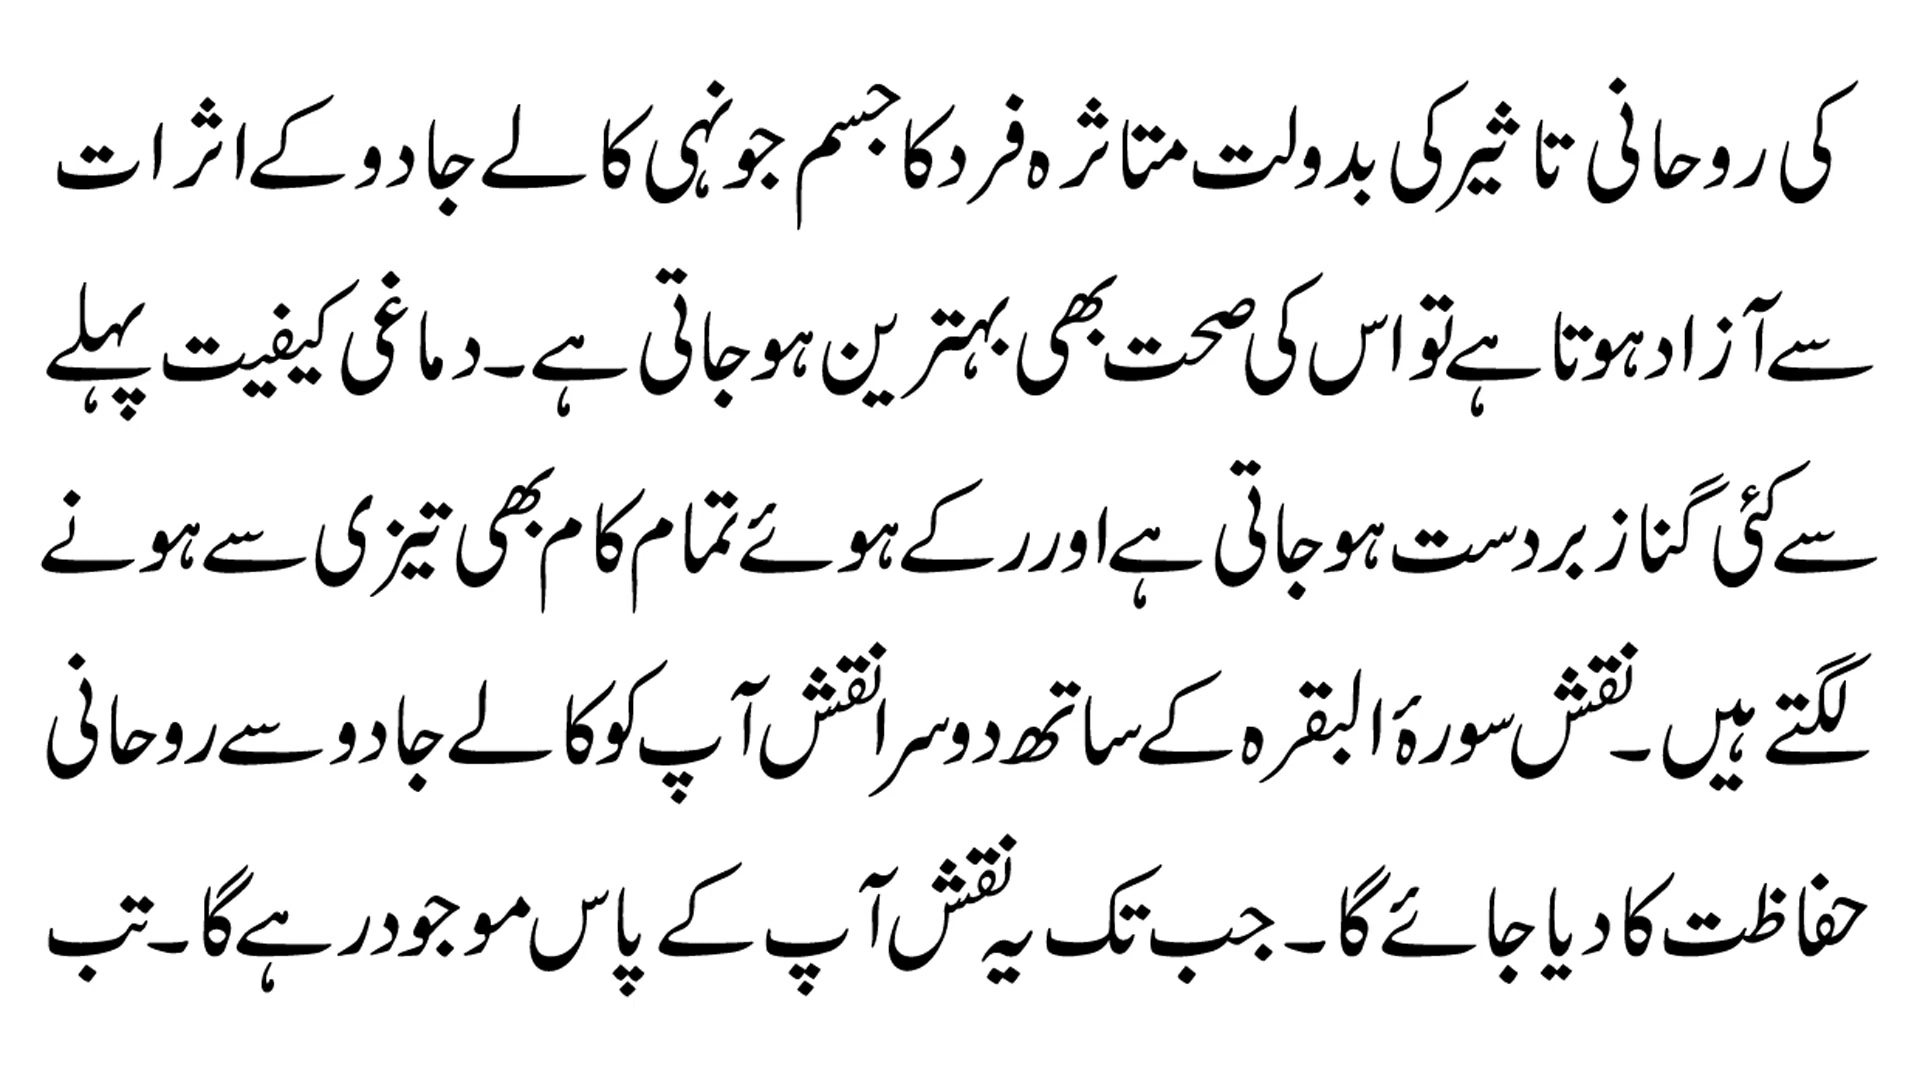 کی روحانی تاثیر کی بدولت متاثرہ فرد کا جسم جونہی کالے جادو کے اثرات
سے آزاد ہوتا ہے تو اس کی صحت بھی بہترین ہو جاتی ہے۔ دماغی کیفیت پہلے
سے کئی گنا زبردست ہو جاتی ہے اور رکے ہوئے تمام کام بھی تیزی سے ہونے
لگتے ہیں۔ نقش سورۂ البقرہ کے ساتھ دوسرا نقش آپ کو کالے جادو سے روحانی
حفاظت کا دیا جائے گا۔ جب تک یہ نقش آپ کے پاس موجود رہے گا۔ تب